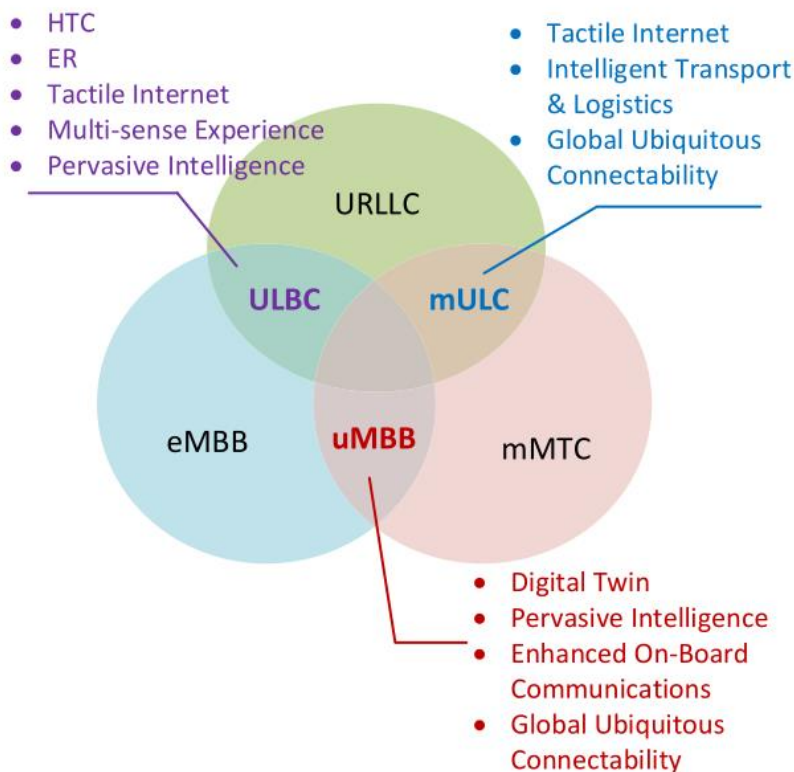 • HTC
• ER
• Tactile Internet
• Multi-sense Experience
• Pervasive Intelligence
• Tactile Internet
• Intelligent Transport
& Logistics
• Global Ubiquitous
Connectability
URLLC
ULBC
mULC
eMBB
uMBB
mMTC
• Digital Twin
• Pervasive Intelligence
• Enhanced On-Board
Communications
• Global Ubiquitous
Connectability